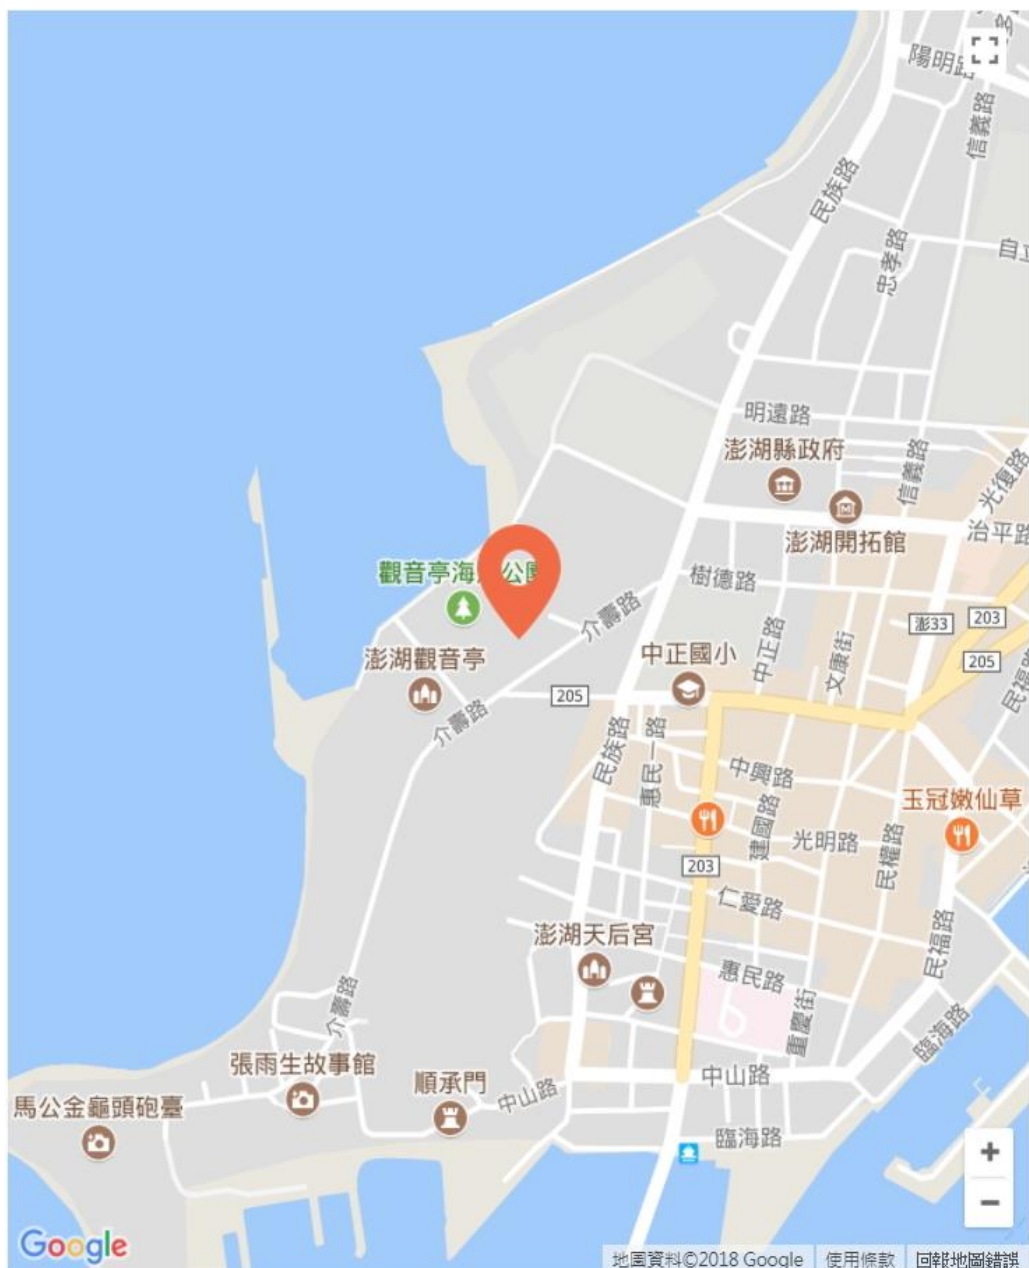 陽明路
信義路
民族路
忠孝路
自立
明遠路
澎湖縣政府
信義路
光復路
澎湖開拓館
治平路
觀音亭海 公園
樹德路
介壽路
澎33
203
中正路
文康街
205
澎湖觀音亭
中正國小
民福路
205
介壽路
民族路
惠民一路
中興路
玉冠嫩仙草
建國路
光明路
民權路
203
仁愛路
澎湖天后宮
民福路
惠民路
介壽路
重慶街
臨海路
張雨生故事館
順承門
中山路
中山路
馬公金龜頭砲臺
臨海路
+
−
Google
地圖資料©2018 Google
使用條款
回報地圖錯誤